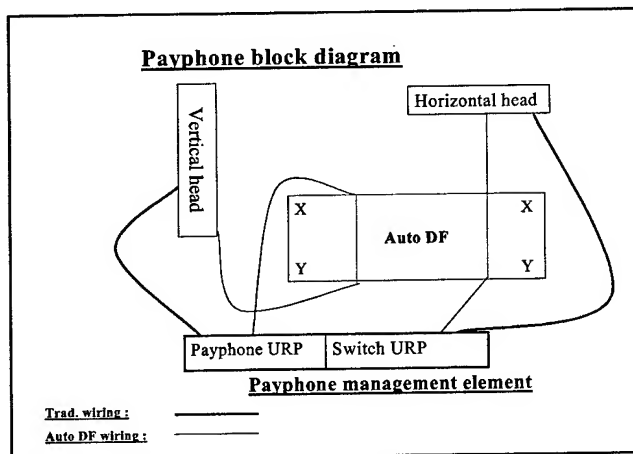 Payphone block diagram
Vertical head
Horizontal head
X
X
Auto DF
Y
Y
Payphone URP
Switch URP
Payphone management element
Trad. wiring :
Auto DF wiring :